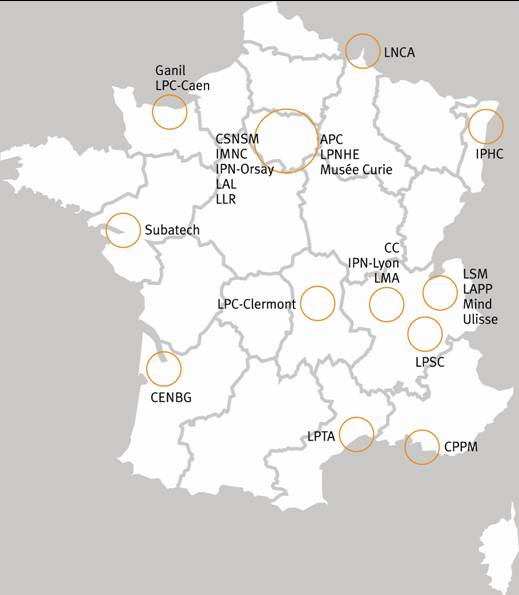 LNCA
Ganil
LPC-Caen
CSNSM
IMNC
IPN-Orsay
LAL
LLR
APC
LPNHE
Musée Curie
IPHC
Subatech
CC
IPN-Lyon
LMA
LSM
LAPP
Mind
Ulisse
LPC-Clermont
LPSC
CENBG
LPTA
CPPM